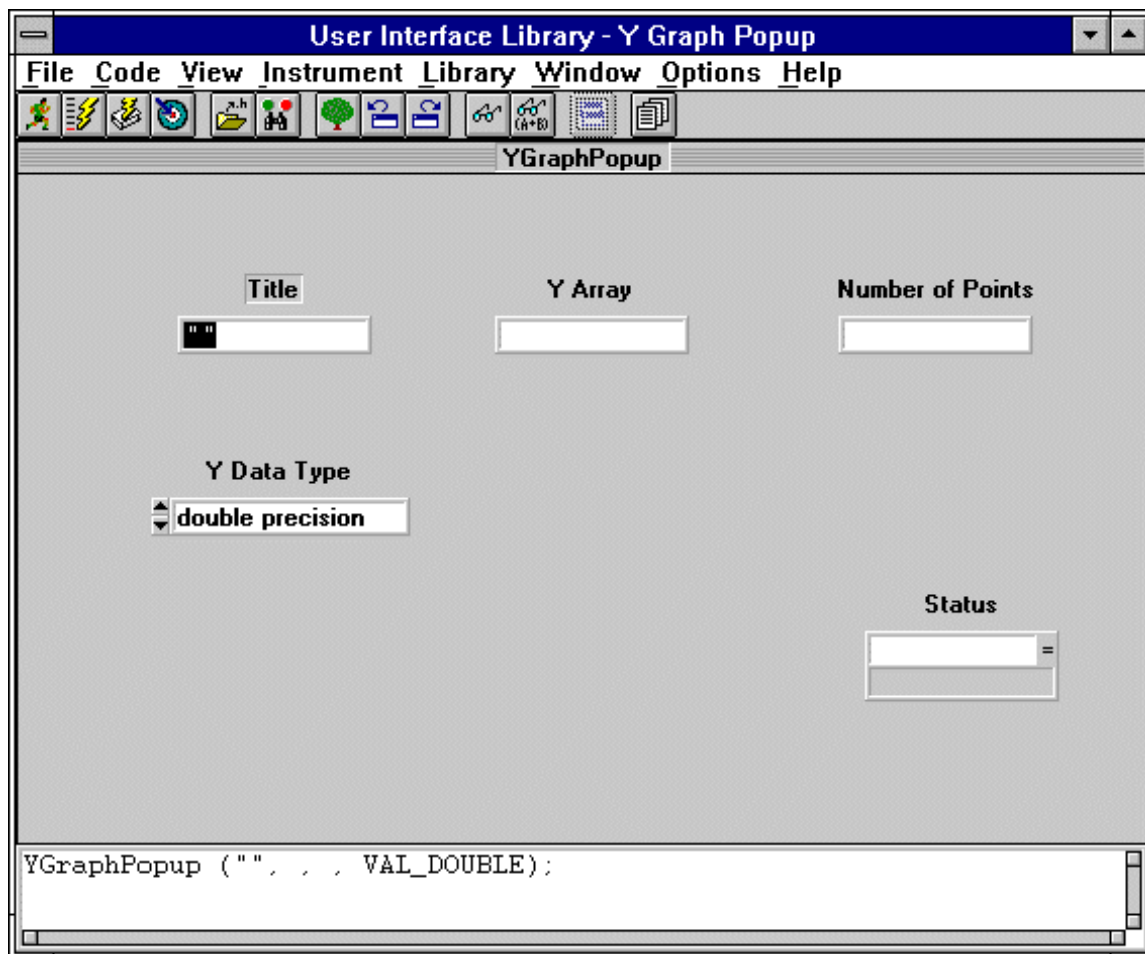 User Interface Library - Y Graph Popup
File Code View Instrument Library Window Options Help
a.h
(A+B)
YGraphPopup
Title Y Array Number of Points
" "
Y Data Type
double precision
Status
=
YGraphPopup ("", , , VAL_DOUBLE);